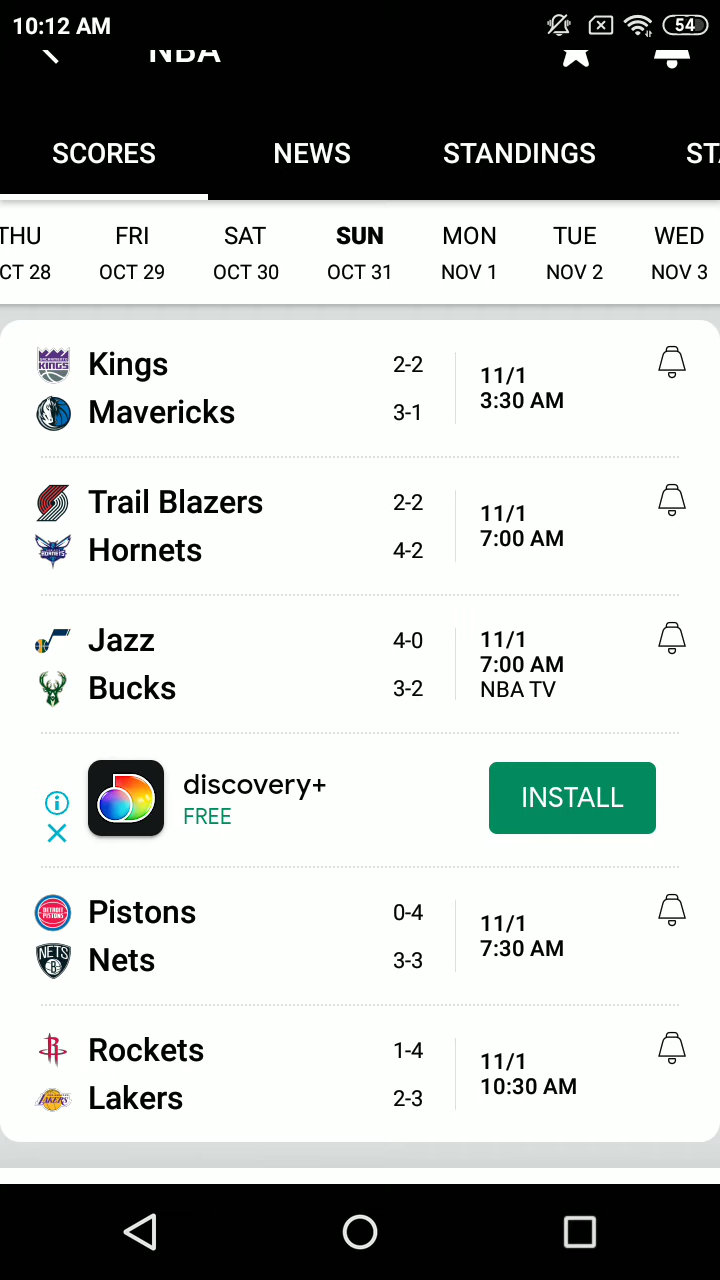 10:12 AM
54
NBA
SCORES NEWS STANDINGS STA
THU FRI SAT SUN MON TUE WED
CT 28 OCT 29 OCT 30 OCT 31 NOV 1 NOV 2 NOV 3
Kings 2-2
Mavericks 3-1
11/1
3:30 AM
Trail Blazers 2-2
Hornets 4-2
11/1
7:00 AM
Jazz 4-0
Bucks 3-2
11/1
7:00 AM
NBA TV
discovery+
FREE
INSTALL
Pistons 0-4
Nets 3-3
11/1
7:30 AM
Rockets 1-4
Lakers 2-3
11/1
10:30 AM